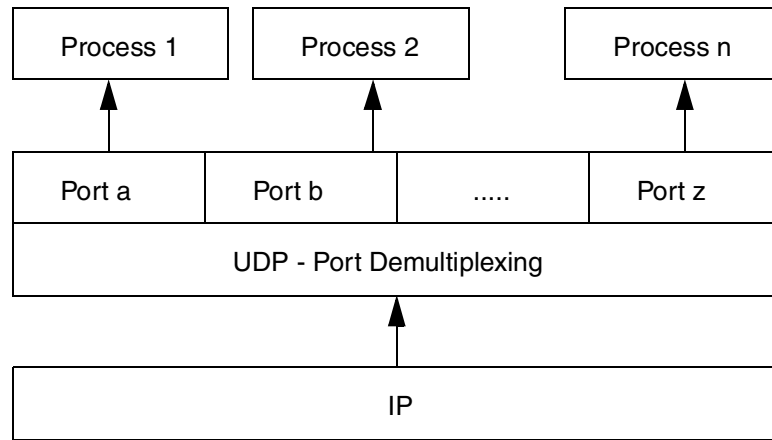 Process 1 Process 2 Process n
Port a Port b ..... Port z
UDP - Port Demultiplexing
IP